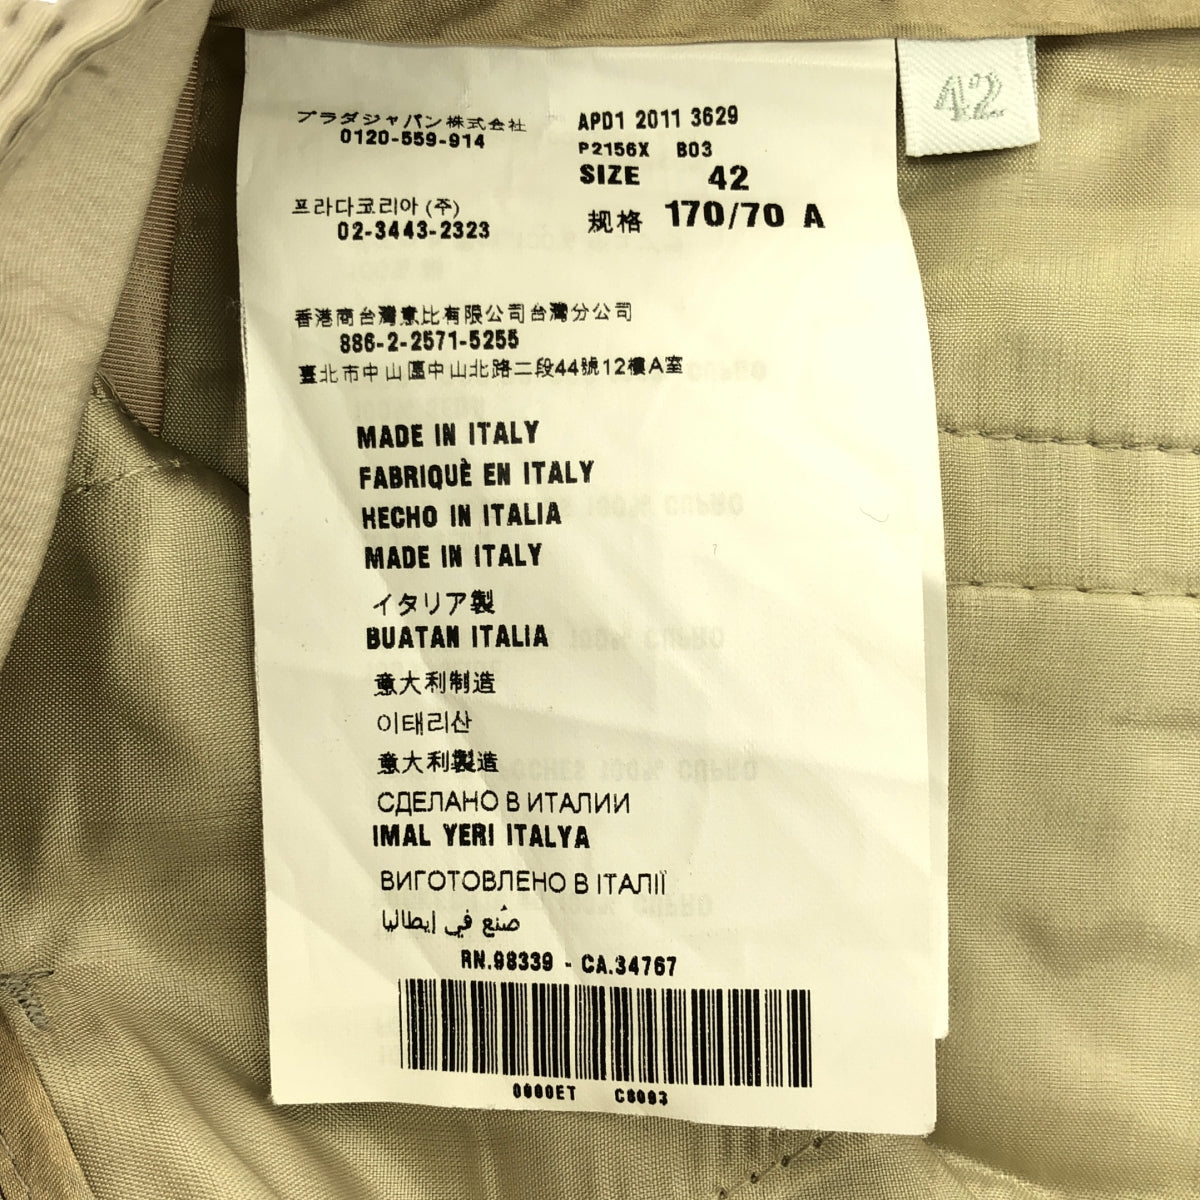 プラダジャパン株式会社
0120-559-914
APD1 2011 3629
P2156X B03
SIZE 42
规格 170/70 A
프라다코리아 (주)
02-3443-2323
香港商台灣意比有限公司台灣分公司
886-2-2571-5255
臺北市中山區中山北路二段44號12樓A室
MADE IN ITALY
FABRIQUÈ EN ITALY
HECHO IN ITALIA
MADE IN ITALY
イタリア製
BUATAN ITALIA
意大利制造
이태리산
意大利製造
СДЕЛАНО В ИТАЛИИ
IMAL YERI ITALYA
ВИГОТОВЛЕНО В ІТАЛІЇ
صُنع في إيطاليا
RN.98339 - CA.34767
0000ET C8093
42